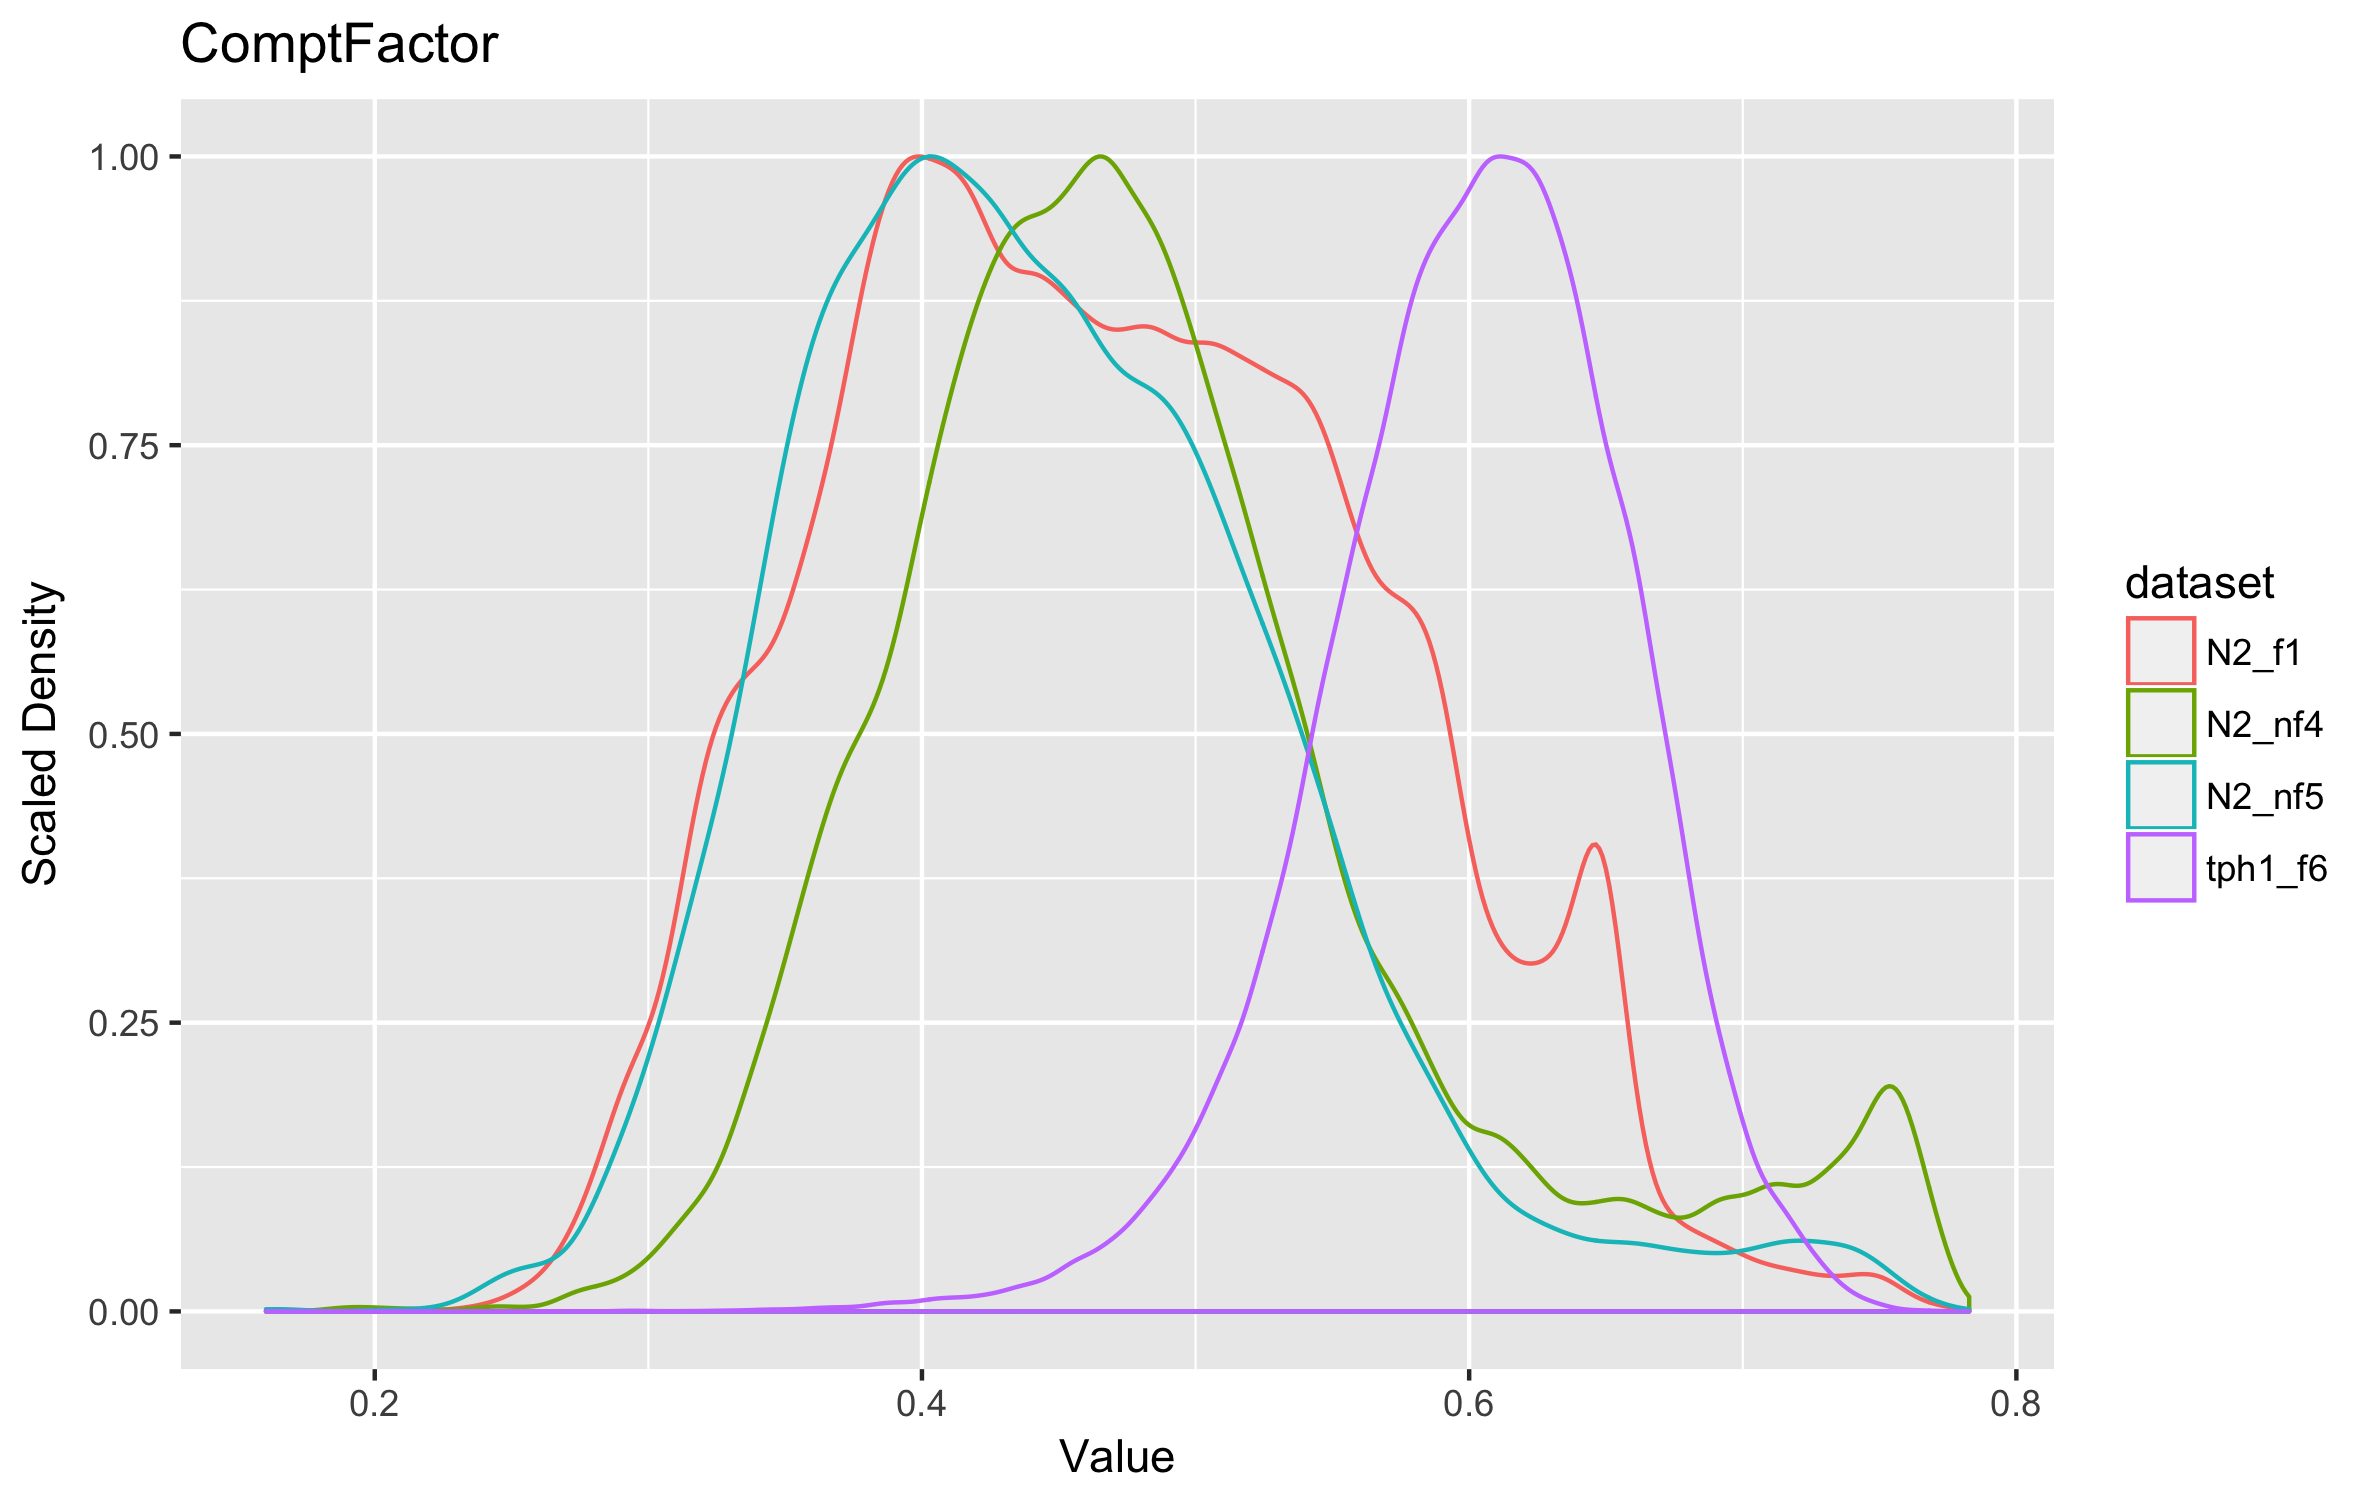 ComptFactor
1.00
0.75
0.50
0.25
0.00
Scaled Density
0.2 0.4 0.6 0.8
Value
dataset
N2_f1
N2_nf4
N2_nf5
tph1_f6